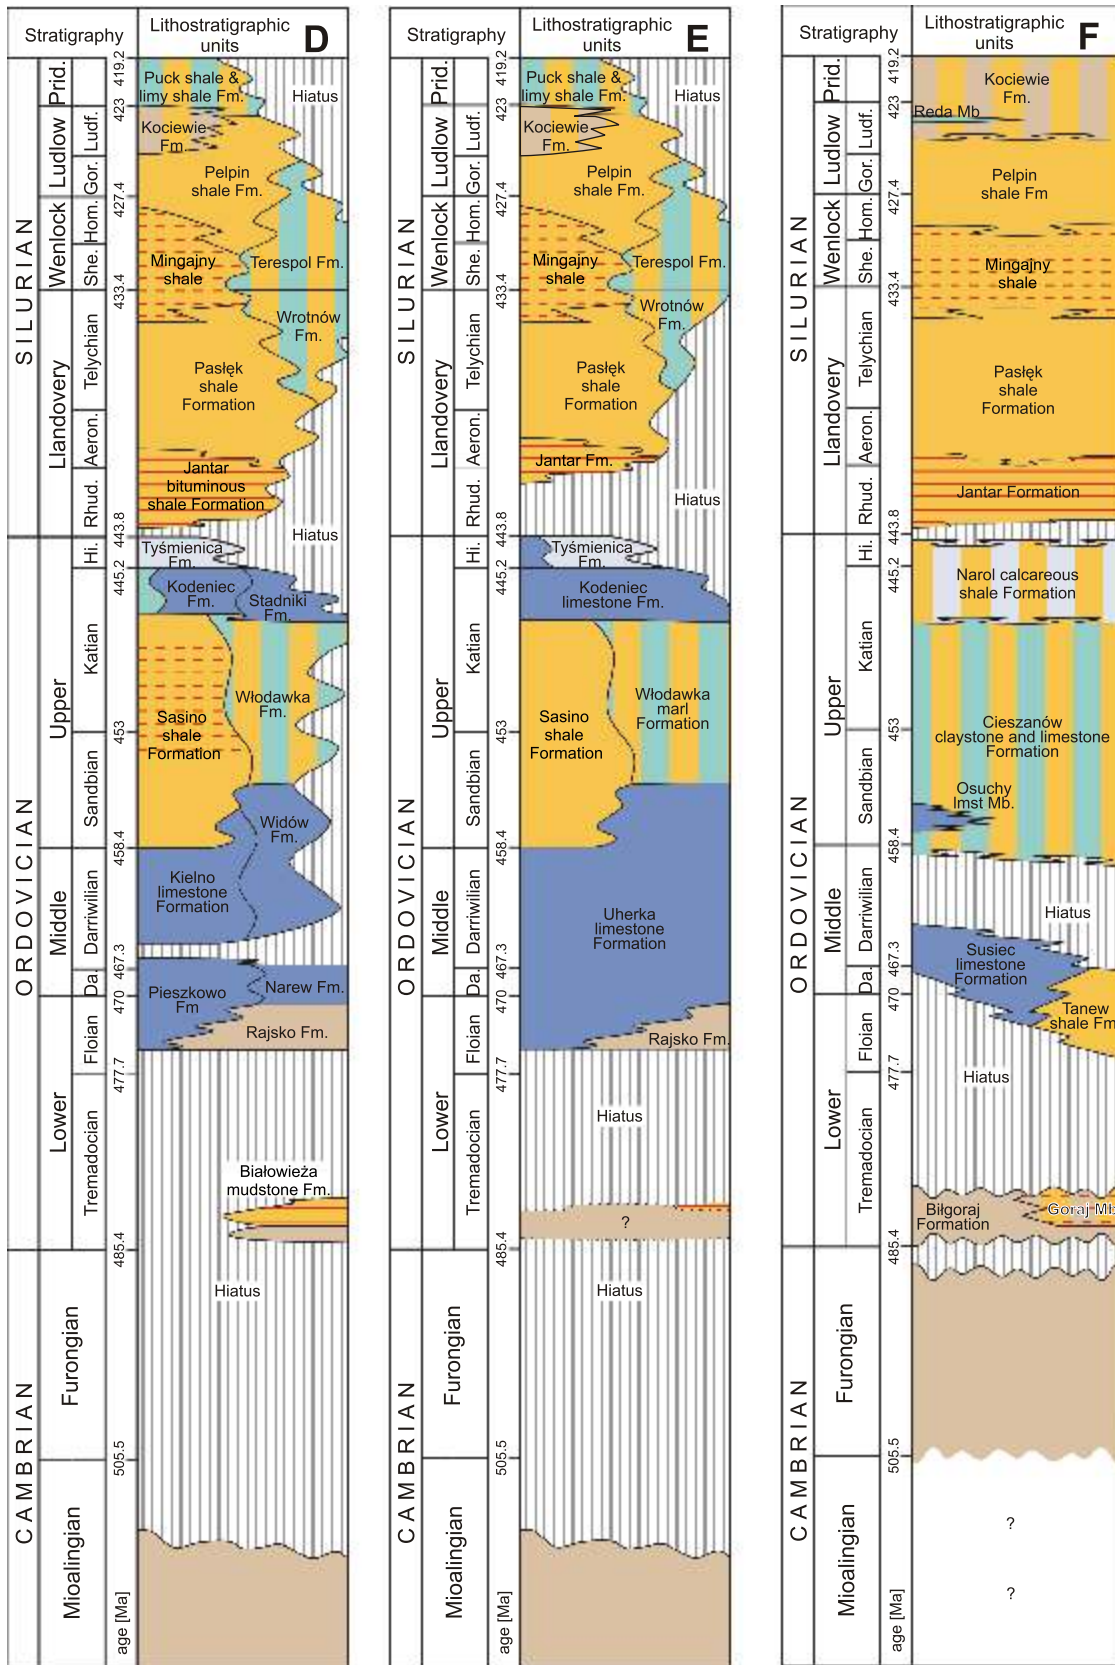 Stratigraphy
Lithostratigraphic
units
D
SILURIAN
Prid.
Ludlow
Ludf.
Gor.
Wenlock
Hom.
She.
Llandovery
Telychian
Aeron.
Rhud.
ORDOVICIAN
Upper
Hi.
Katian
Sandbian
Middle
Darriwilian
Da.
Lower
Floian
Tremadocian
CAMBRIAN
Furongian
Mioalingian
419.2
423
427.4
433.4
443.8
445.2
453
458.4
467.3
470
477.7
485.4
505.5
age [Ma]
Puck shale &
limy shale Fm.
Hiatus
Kociewie
Fm.
Pelpin
shale Fm.
Mingajny
shale
Terespol Fm.
Wrotnów
Fm.
Pasłęk
shale
Formation
Jantar
bituminous
shale Formation
Hiatus
Tyśmienica
Fm.
Kodeniec
Fm.
Stadniki
Fm.
Włodawka
Fm.
Sasino
shale
Formation
Widów
Fm.
Kielno
limestone
Formation
Pieszkowo
Fm
Narew Fm.
Rajsko Fm.
Białowieża
mudstone Fm.
Hiatus
Stratigraphy
Lithostratigraphic
units
E
SILURIAN
Prid.
Ludlow
Ludf.
Gor.
Wenlock
Hom.
She.
Llandovery
Telychian
Aeron.
Rhud.
ORDOVICIAN
Upper
Hi.
Katian
Sandbian
Middle
Darriwilian
Da.
Lower
Floian
Tremadocian
CAMBRIAN
Furongian
Mioalingian
419.2
423
427.4
433.4
443.8
445.2
453
458.4
467.3
470
477.7
485.4
505.5
age [Ma]
Puck shale &
limy shale Fm.
Hiatus
Kociewie
Fm.
Pelpin
shale Fm.
Mingajny
shale
Terespol Fm.
Wrotnów
Fm.
Pasłęk
shale
Formation
Jantar Fm.
Hiatus
Tyśmienica
Fm.
Kodeniec
limestone Fm.
Włodawka
marl
Formation
Sasino
shale
Formation
Uherka
limestone
Formation
Rajsko Fm.
Hiatus
?
Hiatus
Stratigraphy
Lithostratigraphic
units
F
SILURIAN
Prid.
Ludlow
Ludf.
Gor.
Wenlock
Hom.
She.
Llandovery
Telychian
Aeron.
Rhud.
ORDOVICIAN
Upper
Hi.
Katian
Sandbian
Middle
Darriwilian
Da.
Lower
Floian
Tremadocian
CAMBRIAN
Furongian
Mioalingian
419.2
423
427.4
433.4
443.8
445.2
453
458.4
467.3
470
477.7
485.4
505.5
age [Ma]
Kociewie
Fm.
Reda Mb
Pelpin
shale Fm
Mingajny
shale
Pasłęk
shale
Formation
Jantar Formation
Narol calcareous
shale Formation
Cieszanów
claystone and limestone
Formation
Osuchy
lmst Mb.
Hiatus
Susiec
limestone
Formation
Tanew
shale Fm
Hiatus
Biłgoraj
Formation
Goraj Mb.
?
?